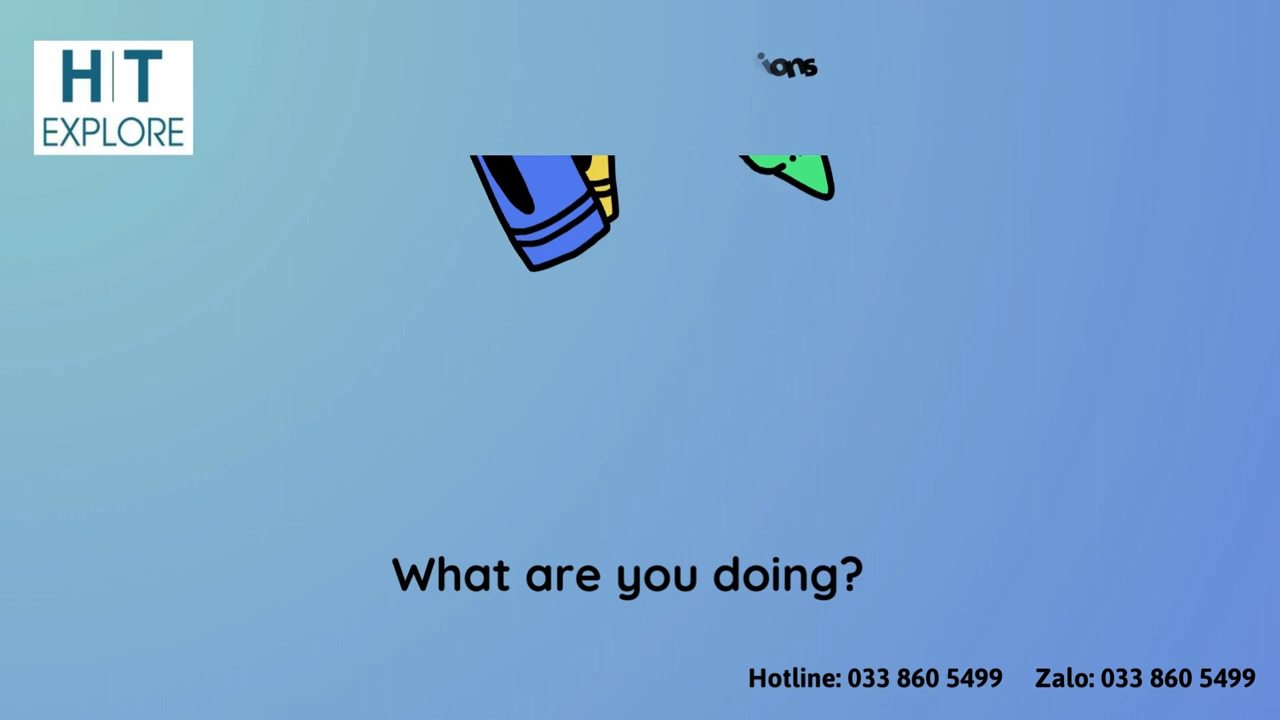 H|T
EXPLORE
ions
What are you doing?
Hotline: 033 860 5499 Zalo: 033 860 5499